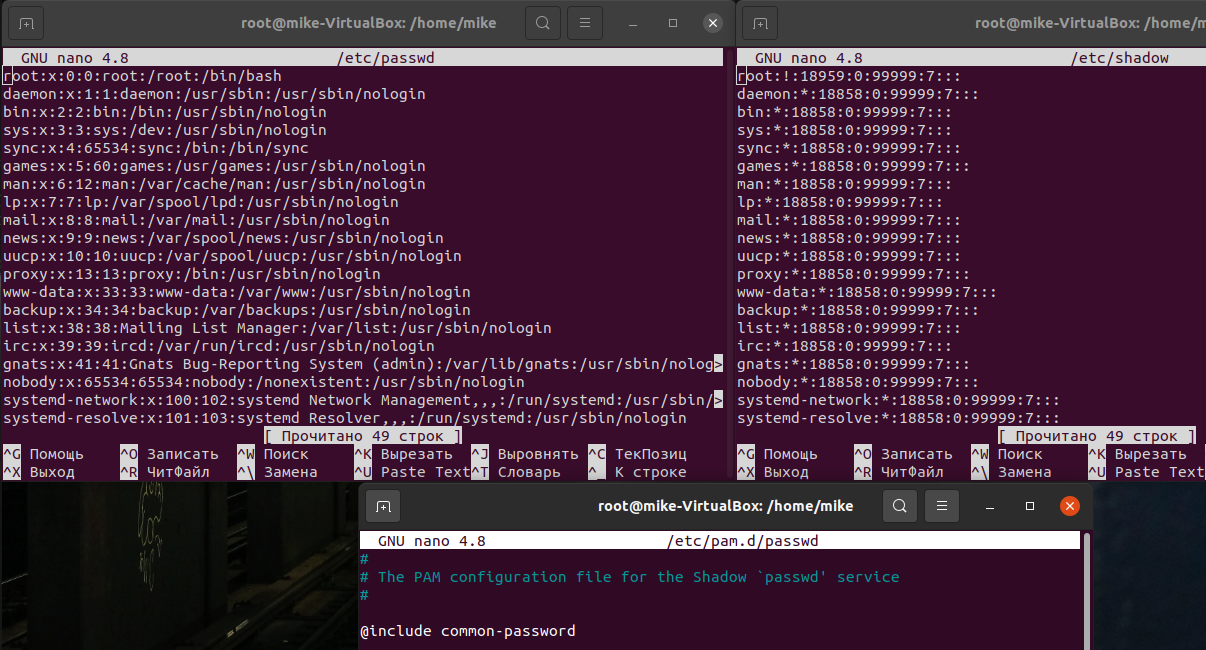 root@mike-VirtualBox: /home/mike
GNU nano 4.8 /etc/passwd
root:x:0:0:root:/root:/bin/bash
daemon:x:1:1:daemon:/usr/sbin:/usr/sbin/nologin
bin:x:2:2:bin:/bin:/usr/sbin/nologin
sys:x:3:3:sys:/dev:/usr/sbin/nologin
sync:x:4:65534:sync:/bin:/bin/sync
games:x:5:60:games:/usr/games:/usr/sbin/nologin
man:x:6:12:man:/var/cache/man:/usr/sbin/nologin
lp:x:7:7:lp:/var/spool/lpd:/usr/sbin/nologin
mail:x:8:8:mail:/var/mail:/usr/sbin/nologin
news:x:9:9:news:/var/spool/news:/usr/sbin/nologin
uucp:x:10:10:uucp:/var/spool/uucp:/usr/sbin/nologin
proxy:x:13:13:proxy:/bin:/usr/sbin/nologin
www-data:x:33:33:www-data:/var/www:/usr/sbin/nologin
backup:x:34:34:backup:/var/backups:/usr/sbin/nologin
list:x:38:38:Mailing List Manager:/var/list:/usr/sbin/nologin
irc:x:39:39:ircd:/var/run/ircd:/usr/sbin/nologin
gnats:x:41:41:Gnats Bug-Reporting System (admin):/var/lib/gnats:/usr/sbin/nolog>
nobody:x:65534:65534:nobody:/nonexistent:/usr/sbin/nologin
systemd-network:x:100:102:systemd Network Management,,,:/run/systemd:/usr/sbin/>
systemd-resolve:x:101:103:systemd Resolver,,,:/run/systemd:/usr/sbin/nologin
[ Прочитано 49 строк ]
^G Помощь ^O Записать ^W Поиск ^K Вырезать ^J Выровнять ^C ТекПозиц
^X Выход ^R ЧитФайл ^\ Замена ^U Paste Text ^T Словарь ^_ К строке
root@mike-VirtualBox: /home/m
GNU nano 4.8 /etc/shadow
root:!:18959:0:99999:7:::
daemon:*:18858:0:99999:7:::
bin:*:18858:0:99999:7:::
sys:*:18858:0:99999:7:::
sync:*:18858:0:99999:7:::
games:*:18858:0:99999:7:::
man:*:18858:0:99999:7:::
lp:*:18858:0:99999:7:::
mail:*:18858:0:99999:7:::
news:*:18858:0:99999:7:::
uucp:*:18858:0:99999:7:::
proxy:*:18858:0:99999:7:::
www-data:*:18858:0:99999:7:::
backup:*:18858:0:99999:7:::
list:*:18858:0:99999:7:::
irc:*:18858:0:99999:7:::
gnats:*:18858:0:99999:7:::
nobody:*:18858:0:99999:7:::
systemd-network:*:18858:0:99999:7:::
systemd-resolve:*:18858:0:99999:7:::
[ Прочитано 49 строк ]
^G Помощь ^O Записать ^W Поиск ^K Вырезать
^X Выход ^R ЧитФайл ^\ Замена ^U Paste Text
root@mike-VirtualBox: /home/mike
GNU nano 4.8 /etc/pam.d/passwd
#
# The PAM configuration file for the Shadow `passwd' service
#
@include common-password